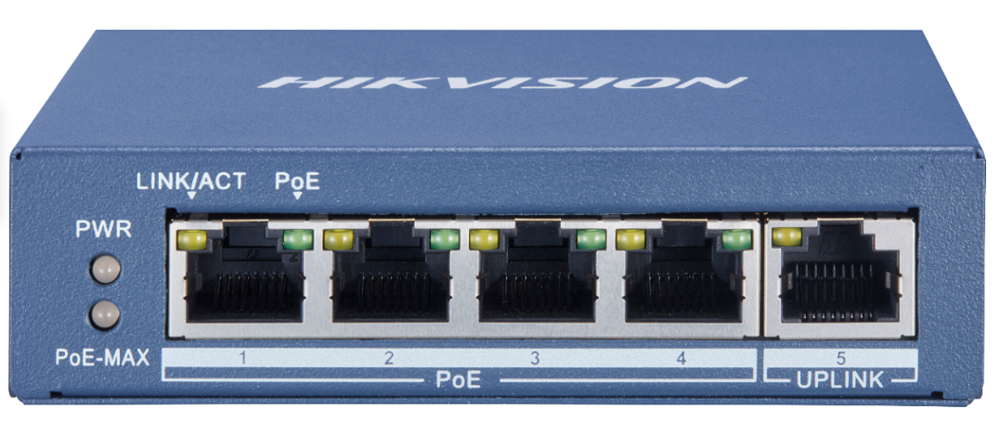 HIKVISION
LINK/ACT PoE
PWR
PoE-MAX
1 2 3 4 5
PoE UPLINK